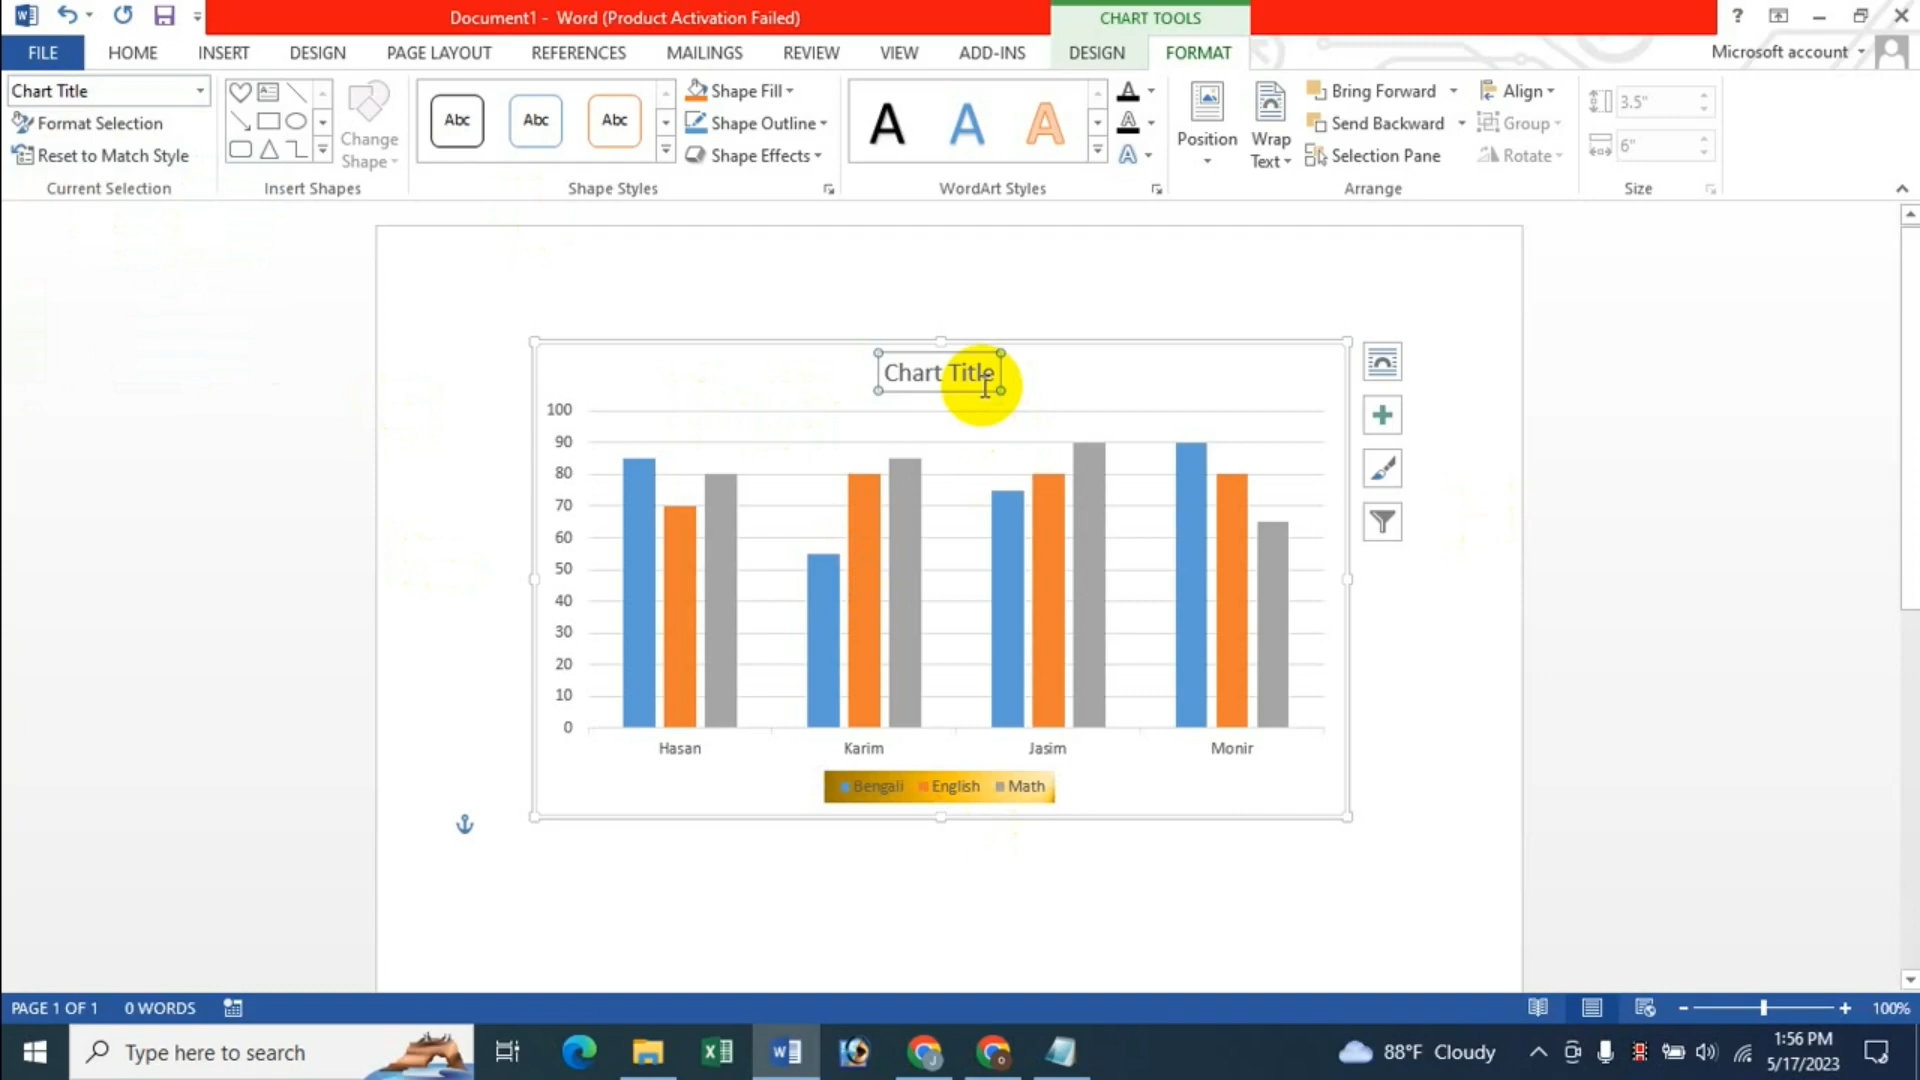 Document1 - Word (Product Activation Failed)
CHART TOOLS
?
FILE
HOME
INSERT
DESIGN
PAGE LAYOUT
REFERENCES
MAILINGS
REVIEW
VIEW
ADD-INS
DESIGN
FORMAT
Microsoft account
Chart Title
Format Selection
Reset to Match Style
Current Selection
Change
Shape
Insert Shapes
Abc
Abc
Abc
Shape Fill
Shape Outline
Shape Effects
Shape Styles
A
A
A
A
A
A
WordArt Styles
Position
Wrap
Text
Bring Forward
Send Backward
Selection Pane
Align
Group
Rotate
Arrange
3.5"
6"
Size
Chart Title
100
90
80
70
60
50
40
30
20
10
0
Hasan
Karim
Jasim
Monir
Bengali English Math
PAGE 1 OF 1
0 WORDS
100%
Type here to search
88°F Cloudy
1:56 PM
5/17/2023